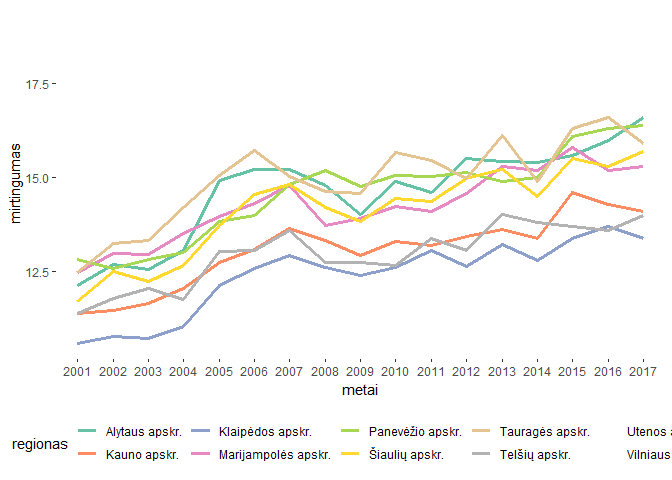 17.5
15.0
12.5
mirtingumas
2001 2002 2003 2004 2005 2006 2007 2008 2009 2010 2011 2012 2013 2014 2015 2016 2017
metai
regionas
Alytaus apskr. Klaipėdos apskr. Panevėžio apskr. Tauragės apskr. Utenos
Kauno apskr. Marijampolės apskr. Šiaulių apskr. Telšių apskr. Vilniaus